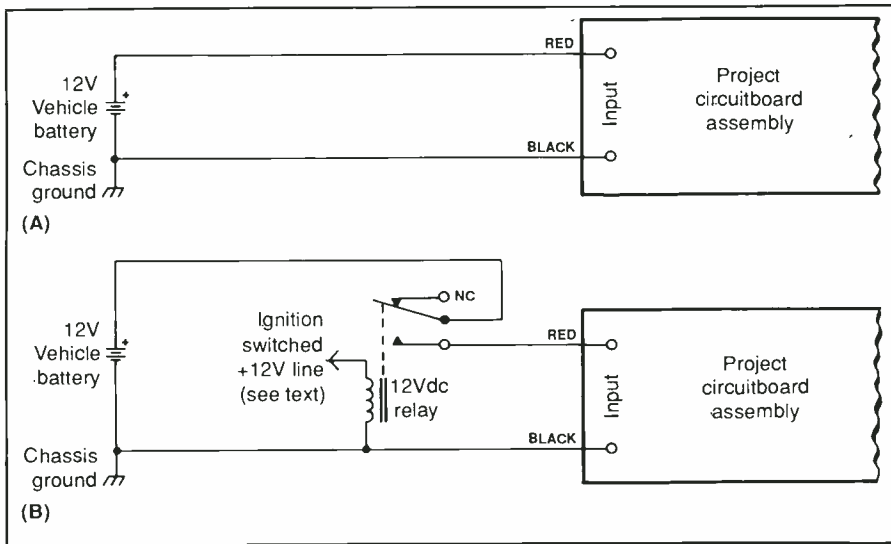 RED
12V
Vehicle
battery
+
Input
Project
circuitboard
assembly
BLACK
Chassis
ground
(A)
NC
12V
Vehicle
battery
+
Ignition
switched
+12V line
(see text)
12Vdc
relay
RED
Input
Project
circuitboard
assembly
BLACK
Chassis
ground
(B)